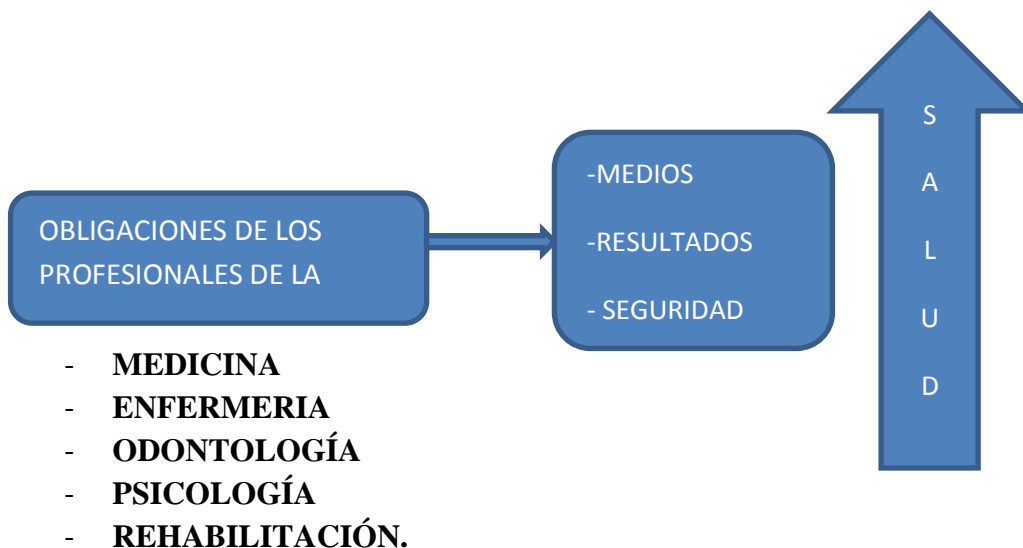 OBLIGACIONES DE LOS
PROFESIONALES DE LA
-MEDIOS
-RESULTADOS
- SEGURIDAD
S
A
L
U
D
- MEDICINA
- ENFERMERIA
- ODONTOLOGÍA
- PSICOLOGÍA
- REHABILITACIÓN.